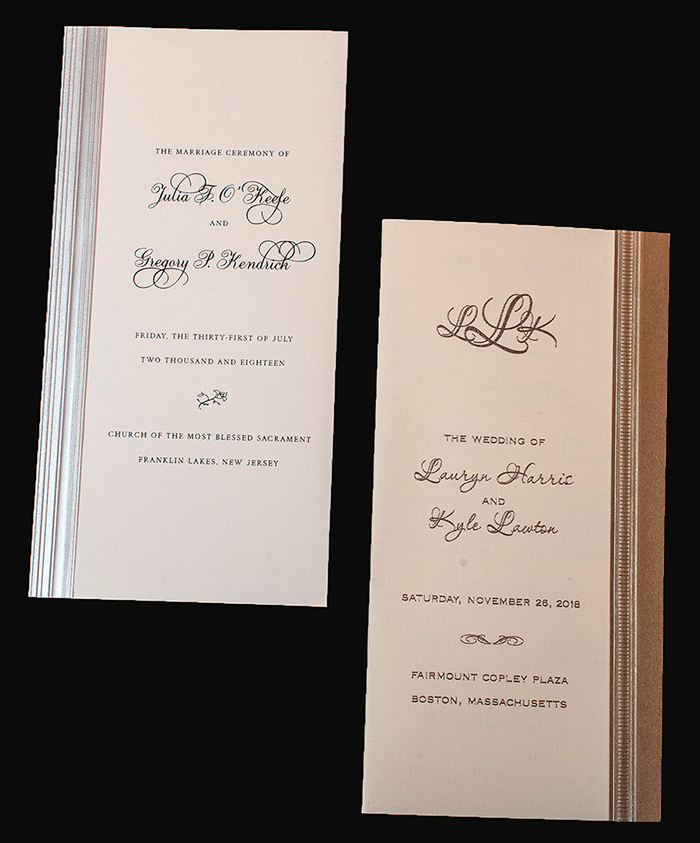 THE MARRIAGE CEREMONY OF
Julia F. O'Keefe
AND
Gregory P. Kendrich
FRIDAY, THE THIRTY-FIRST OF JULY
TWO THOUSAND AND EIGHTEEN
CHURCH OF THE MOST BLESSED SACRAMENT
FRANKLIN LAKES, NEW JERSEY
LLK
THE WEDDING OF
Lauryn Harris
AND
Kyle Lawton
SATURDAY, NOVEMBER 26, 2018
FAIRMOUNT COPLEY PLAZA
BOSTON, MASSACHUSETTS